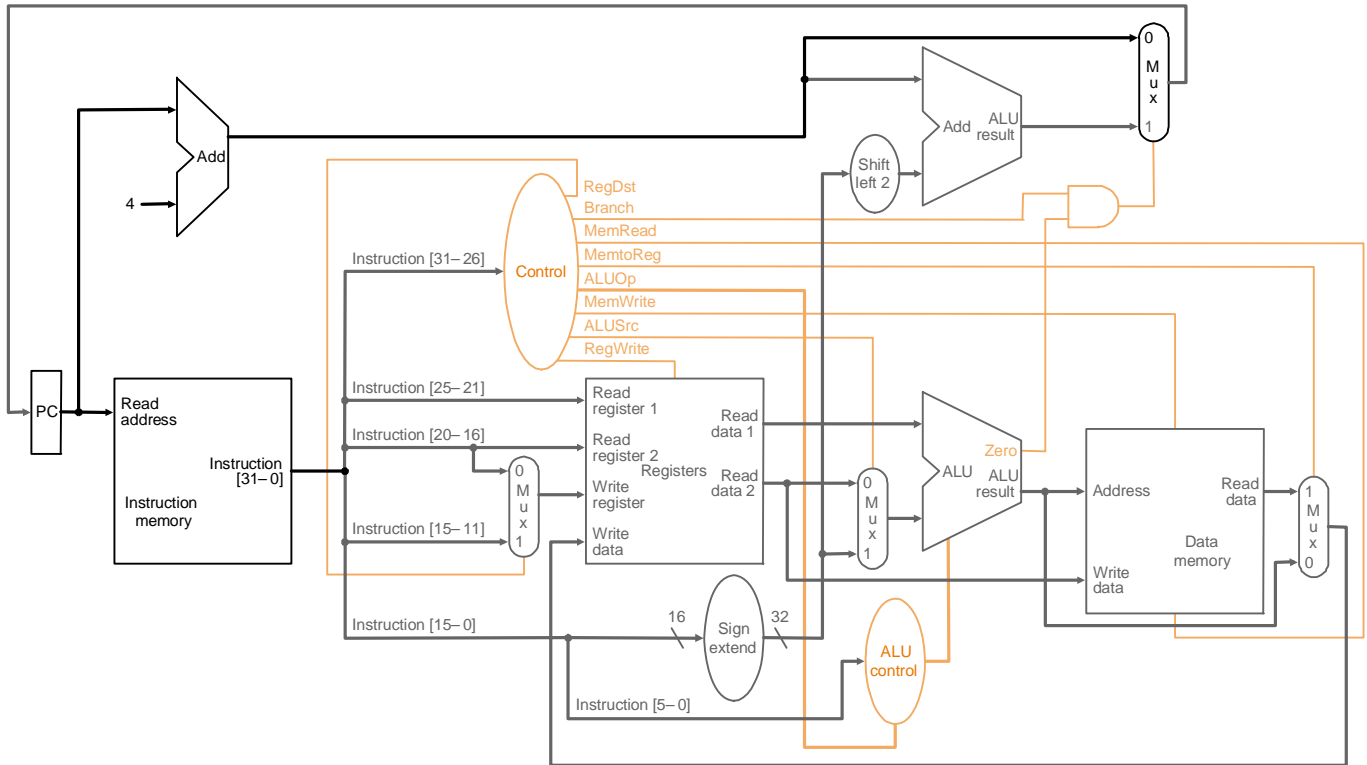 0
M
u
x
1
Add
ALU
result
Shift
left 2
Add
4
RegDst
Branch
MemRead
MemtoReg
ALUOp
MemWrite
ALUSrc
RegWrite
Control
Instruction [31–26]
PC
Read
address
Instruction
[31–0]
Instruction
memory
Instruction [25–21]
Instruction [20–16]
Instruction [15–11]
0
M
u
x
1
Read
register 1
Read
register 2
Write
register
Write
data
Registers
Read
data 1
Read
data 2
0
M
u
x
1
Zero
ALU
ALU
result
Address
Write
data
Read
data
Data
memory
1
M
u
x
0
Instruction [15–0]
16
Sign
extend
32
ALU
control
Instruction [5–0]